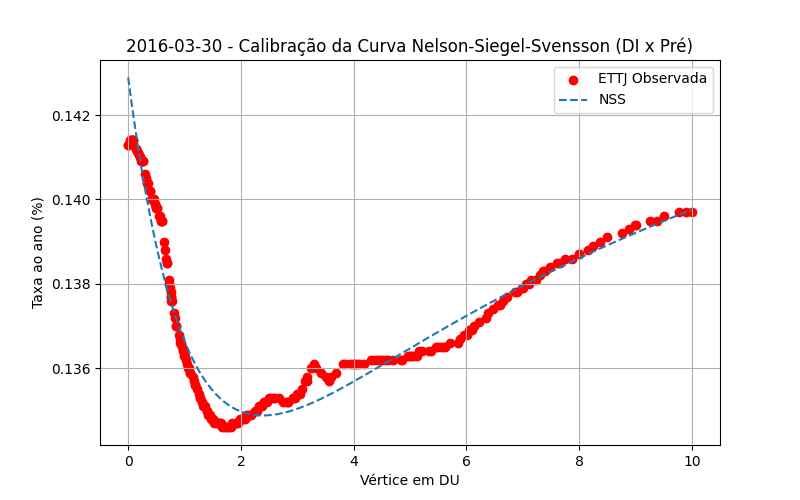 2016-03-30 - Calibração da Curva Nelson-Siegel-Svensson (DI x Pré)
ETTJ Observada
NSS
Taxa ao ano (%)
0.142
0.140
0.138
0.136
0 2 4 6 8 10
Vértice em DU